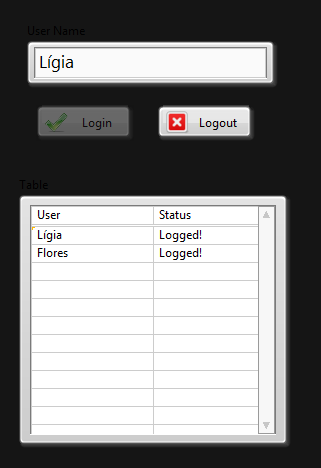 User Name
Lígia
Login Logout
Table
User Status
Lígia Logged!
Flores Logged!